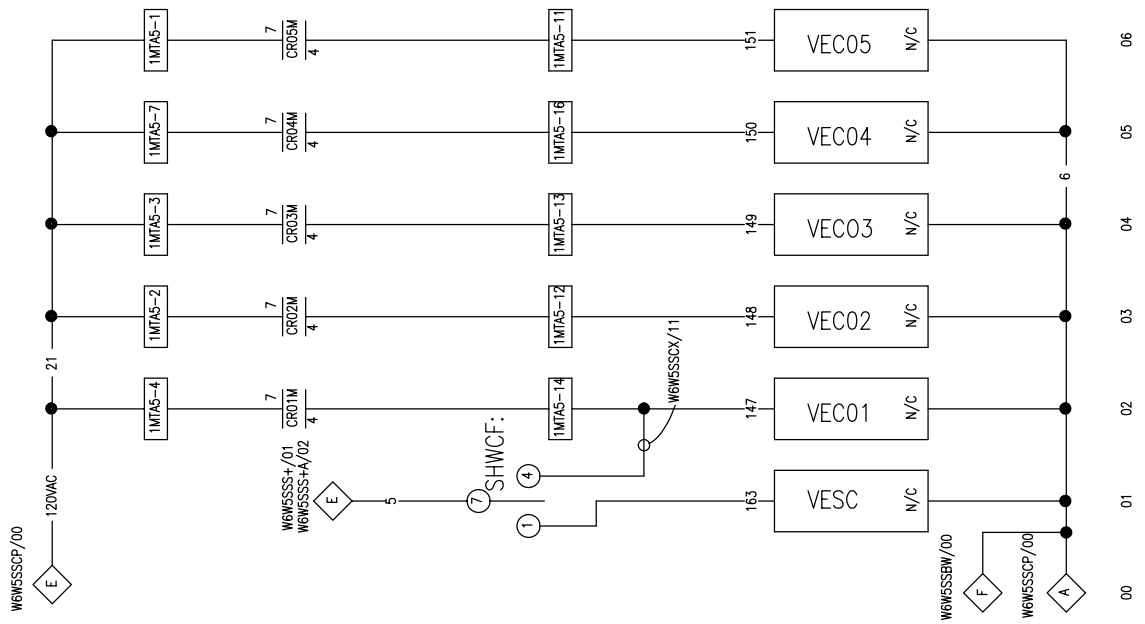 W6W5SSCP/00
E
120VAC
21
1MTA5-4
1MTA5-2
1MTA5-3
1MTA5-7
1MTA5-1
7
CR01M
4
7
CR02M
4
7
CR03M
4
7
CR04M
4
7
CR05M
4
W6W5SSS+/01
W6W5SSS+A/02
E
5
7
SHWCF:
1
4
1MTA5-14
1MTA5-12
1MTA5-13
1MTA5-16
1MTA5-11
W6W5SSCX/11
163
147
148
149
150
151
VESC
N/C
VEC01
N/C
VEC02
N/C
VEC03
N/C
VEC04
N/C
VEC05
N/C
W6W5SSBW/00
F
W6W5SSCP/00
A
6
00
01
02
03
04
05
06